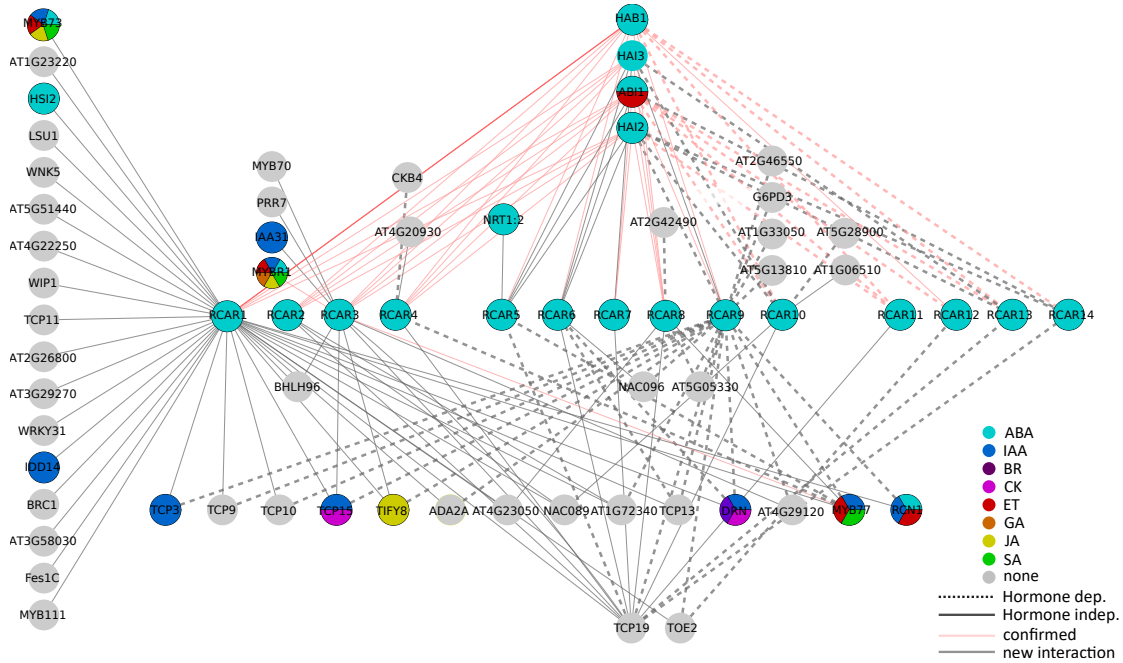 HAB1
MYB73
HAI3
AT1G23220
ABI1
HSI2
HAI2
LSU1
MYB70
AT2G46550
WNK5
CKB4
PRR7
G6PD3
AT5G51440
NRT1:2
AT2G42490
IAA31
AT4G20930
AT1G33050
AT5G28900
AT4G22250
MYBR1
AT5G13810
AT1G06510
WIP1
TCP11
RCAR1
RCAR2
RCAR3
RCAR4
RCAR5
RCAR6
RCAR7
RCAR8
RCAR9
RCAR10
RCAR11
RCAR12
RCAR13
RCAR14
AT2G26800
AT3G29270
BHLH96
NAC096
AT5G05330
WRKY31
ABA
IDD14
IAA
BR
CK
BRC1
TCP3
TCP9
TCP10
TCP15
TIFY8
ADA2A
AT4G23050
NAC089
AT1G72340
TCP13
DRN
AT4G29120
MYB77
RCN1
ET
GA
AT3G58030
JA
SA
Fes1C
none
Hormone dep.
MYB111
Hormone indep.
TCP19
TOE2
confirmed
new interaction